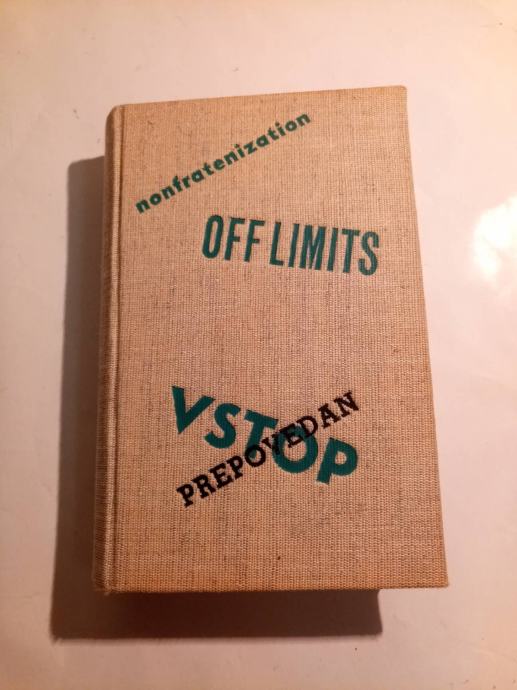 nonfratenization
OFF LIMITS
VSTOP
PREPOVEDAN